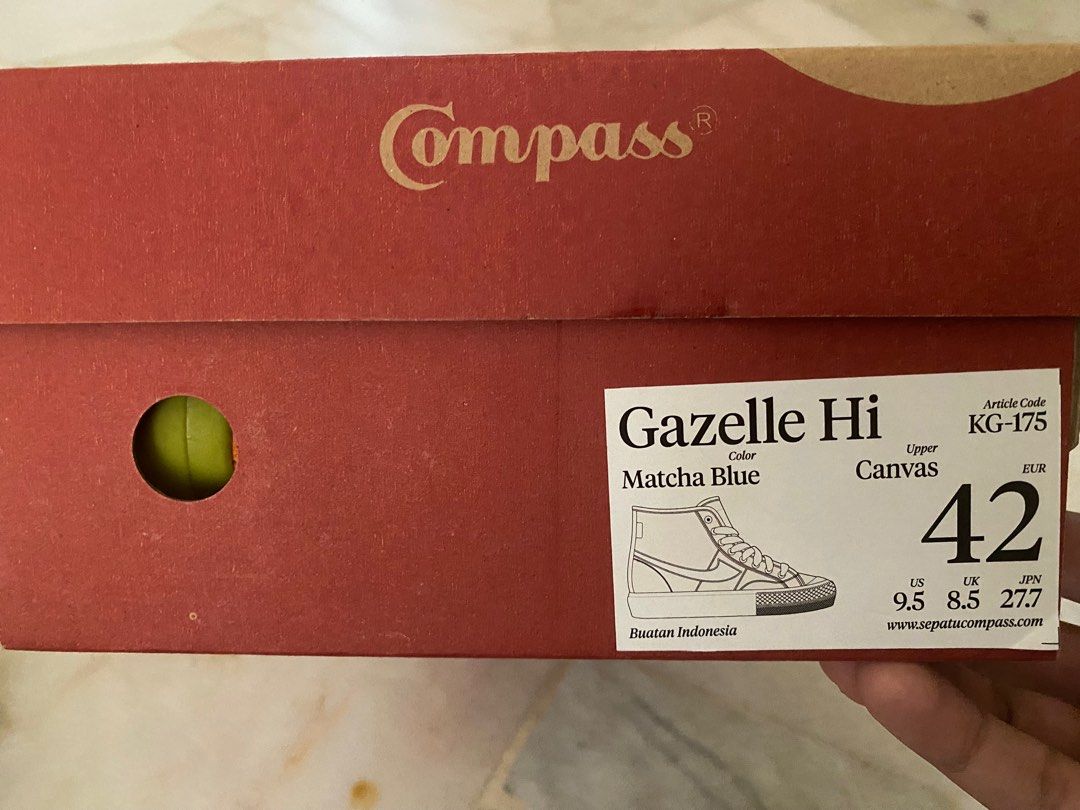 Compass®
Gazelle Hi
Article Code
KG-175
Color
Matcha Blue
Upper
Canvas
EUR
42
US UK JPN
9.5 8.5 27.7
Buatan Indonesia
www.sepatucompass.com